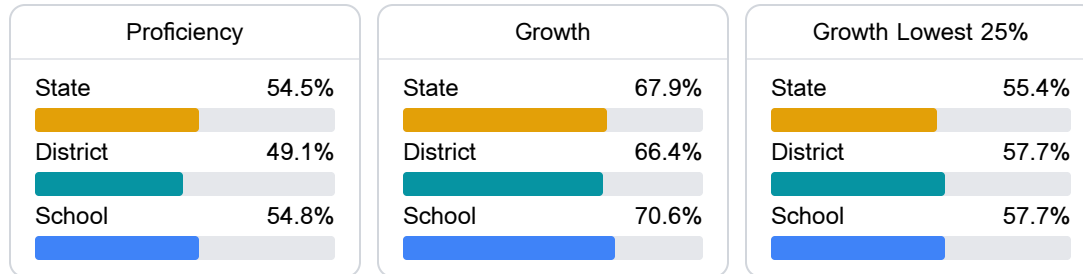 Proficiency
State 54.5%
District 49.1%
School 54.8%
Growth
State 67.9%
District 66.4%
School 70.6%
Growth Lowest 25%
State 55.4%
District 57.7%
School 57.7%